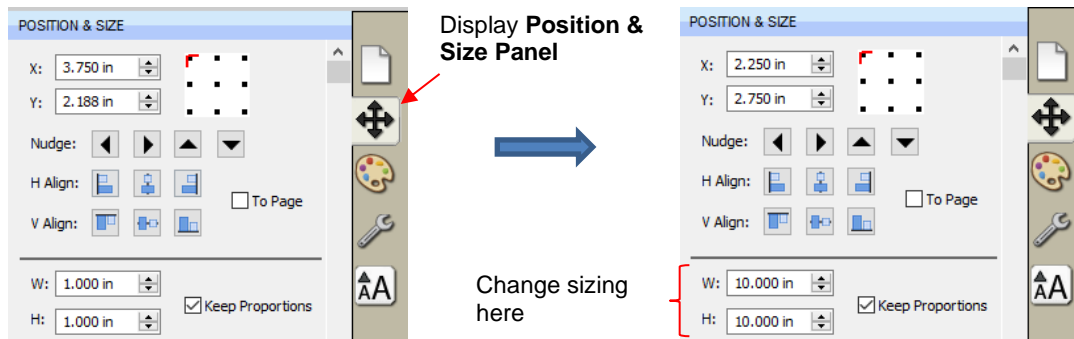 POSITION & SIZE
X: 3.750 in
Y: 2.188 in
Nudge:
H Align:
To Page
V Align:
W: 1.000 in
Keep Proportions
H: 1.000 in
AA
Display Position &
Size Panel
Change sizing
here
POSITION & SIZE
X: 2.250 in
Y: 2.750 in
Nudge:
H Align:
To Page
V Align:
W: 10.000 in
Keep Proportions
H: 10.000 in
AA